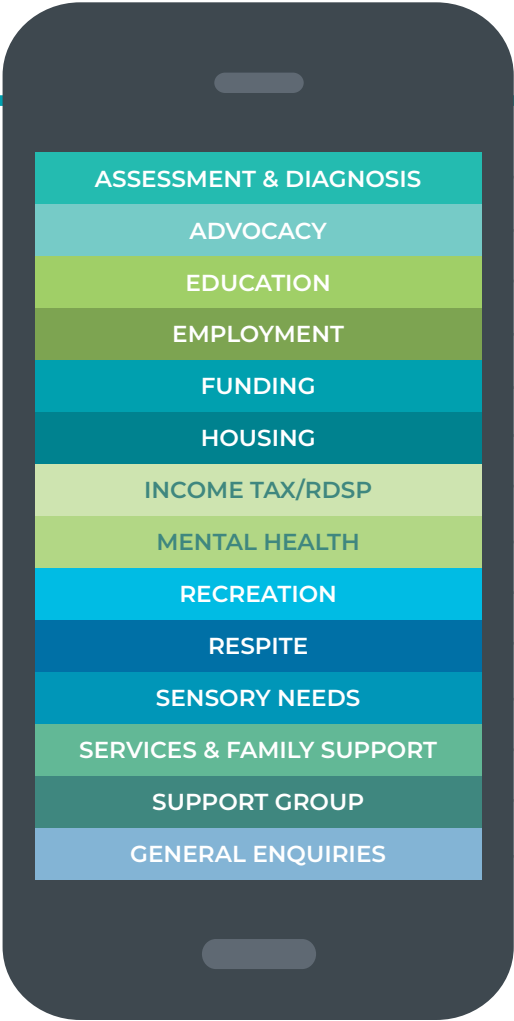 ASSESSMENT & DIAGNOSIS
ADVOCACY
EDUCATION
EMPLOYMENT
FUNDING
HOUSING
INCOME TAX/RDSP
MENTAL HEALTH
RECREATION
RESPITE
SENSORY NEEDS
SERVICES & FAMILY SUPPORT
SUPPORT GROUP
GENERAL ENQUIRIES